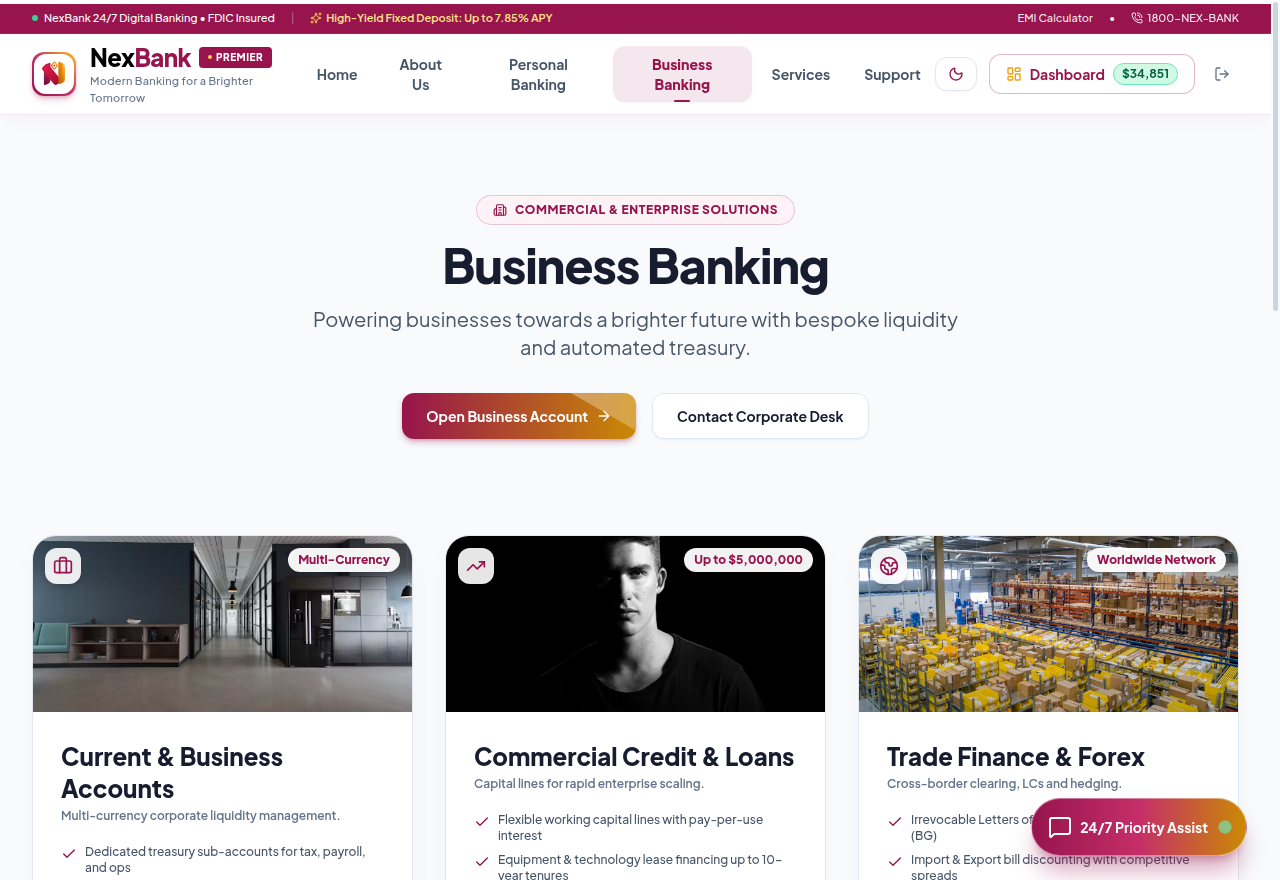 NexBank 24/7 Digital Banking • FDIC Insured
High-Yield Fixed Deposit: Up to 7.85% APY
EMI Calculator • 1800-NEX-BANK
NexBank • PREMIER
Modern Banking for a Brighter
Tomorrow
Home
About
Us
Personal
Banking
Business
Banking
Services
Support
Dashboard $34,851
COMMERCIAL & ENTERPRISE SOLUTIONS
Business Banking
Powering businesses towards a brighter future with bespoke liquidity
and automated treasury.
Open Business Account →
Contact Corporate Desk
Multi-Currency
Current & Business
Accounts
Multi-currency corporate liquidity management.
Dedicated treasury sub-accounts for tax, payroll,
and ops
Up to $5,000,000
Commercial Credit & Loans
Capital lines for rapid enterprise scaling.
Flexible working capital lines with pay-per-use
interest
Equipment & technology lease financing up to 10-
year tenures
Worldwide Network
Trade Finance & Forex
Cross-border clearing, LCs and hedging.
Irrevocable Letters of
(BG)
Import & Export bill discounting with competitive
spreads
24/7 Priority Assist